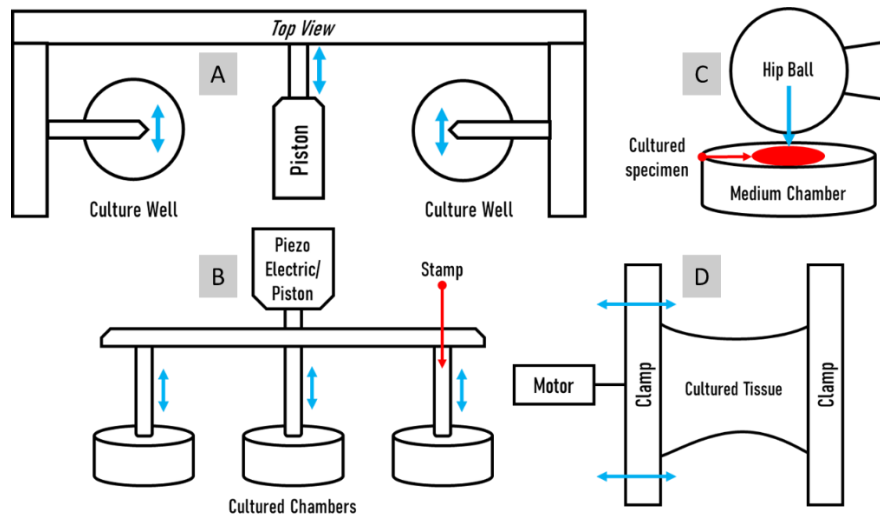 Top View
A
Piston
Culture Well
Culture Well
C
Hip Ball
Cultured
specimen
Medium Chamber
B
Piezo
Electric/
Piston
Stamp
Cultured Chambers
D
Motor
Clamp
Cultured Tissue
Clamp